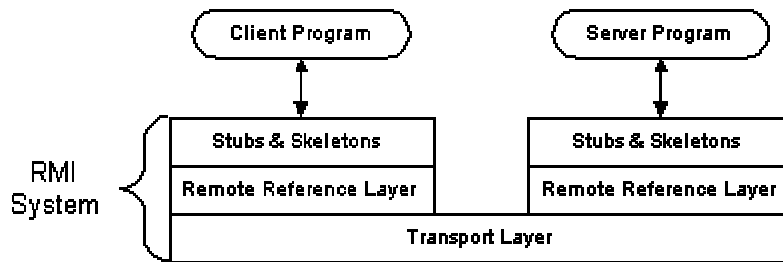 Client Program
Server Program
Stubs & Skeletons
Stubs & Skeletons
RMI
System
Remote Reference Layer
Remote Reference Layer
Transport Layer